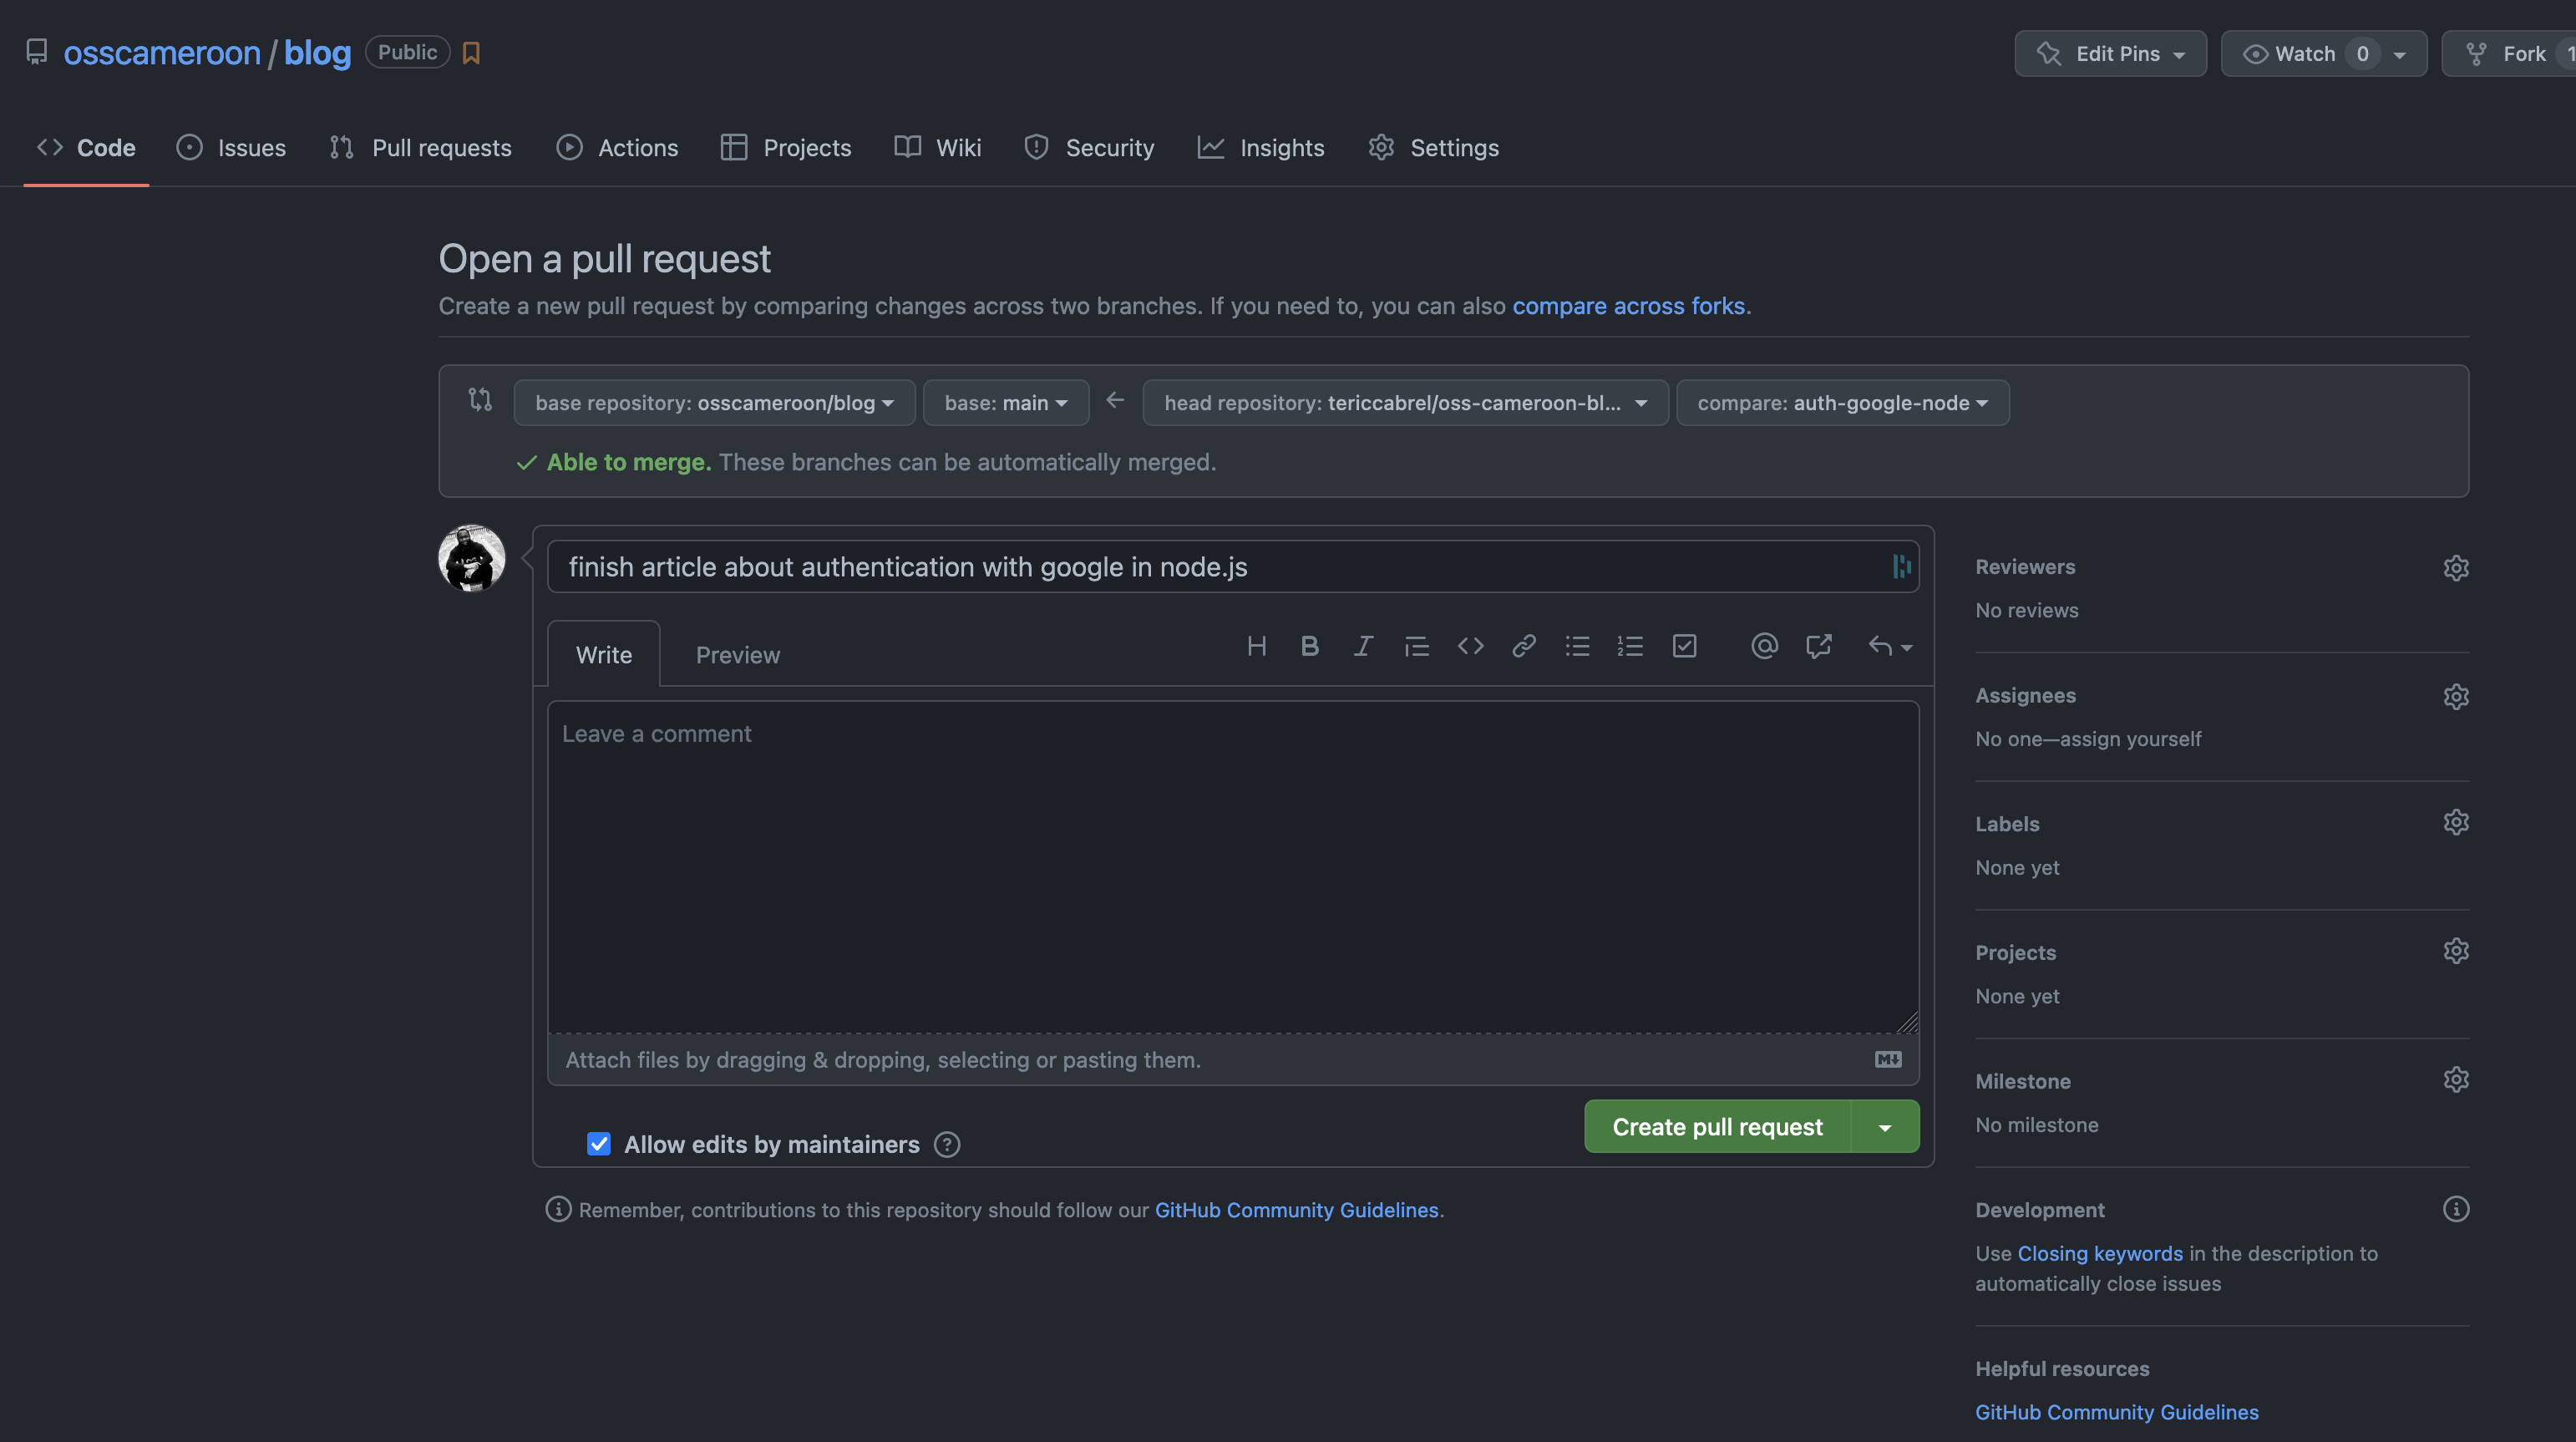 osscameroon / blog Public
Edit Pins Watch 0 Fork
Code Issues Pull requests Actions Projects Wiki Security Insights Settings
Open a pull request
Create a new pull request by comparing changes across two branches. If you need to, you can also compare across forks.
base repository: osscameroon/blog base: main head repository: tericcabrel/oss-cameroon-bl... compare: auth-google-node
Able to merge. These branches can be automatically merged.
finish article about authentication with google in node.js
Write Preview
Leave a comment
Attach files by dragging & dropping, selecting or pasting them.
Allow edits by maintainers
Create pull request
Remember, contributions to this repository should follow our GitHub Community Guidelines.
Reviewers
No reviews
Assignees
No one—assign yourself
Labels
None yet
Projects
None yet
Milestone
No milestone
Development
Use Closing keywords in the description to
automatically close issues
Helpful resources
GitHub Community Guidelines